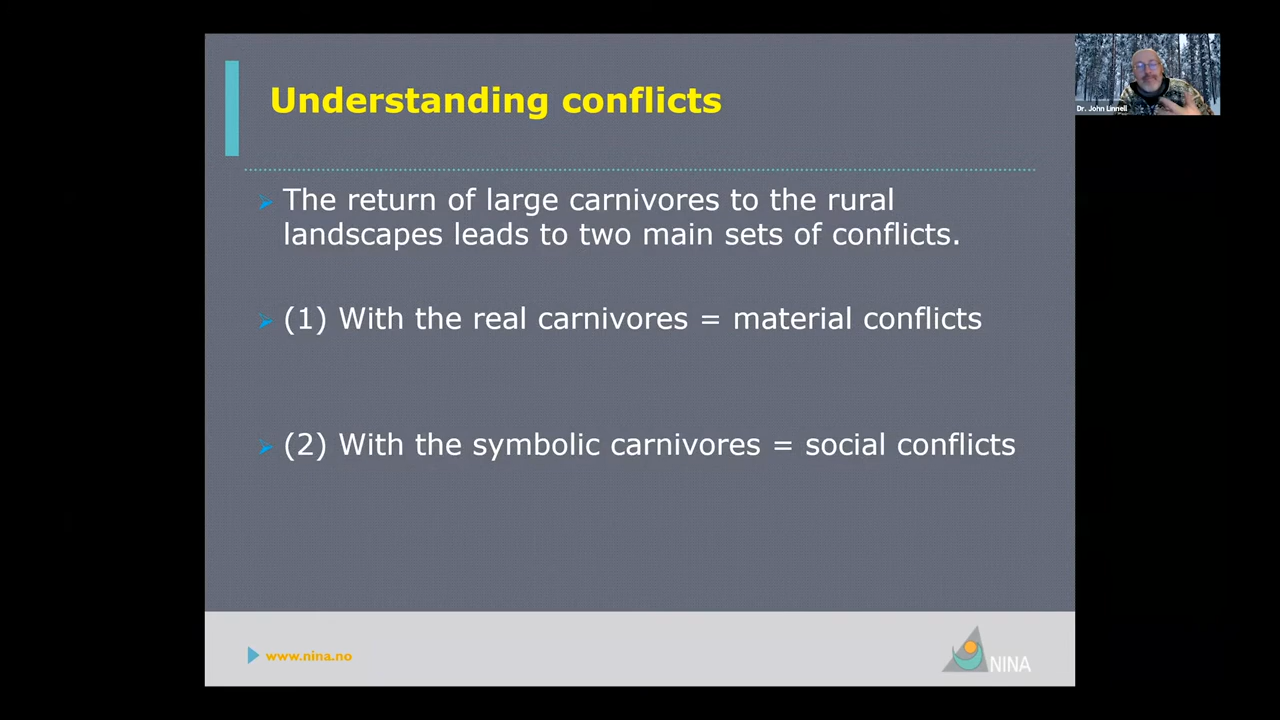 Understanding conflicts
Dr. John Linnell
The return of large carnivores to the rural
landscapes leads to two main sets of conflicts.
(1) With the real carnivores = material conflicts
(2) With the symbolic carnivores = social conflicts
www.nina.no
NINA